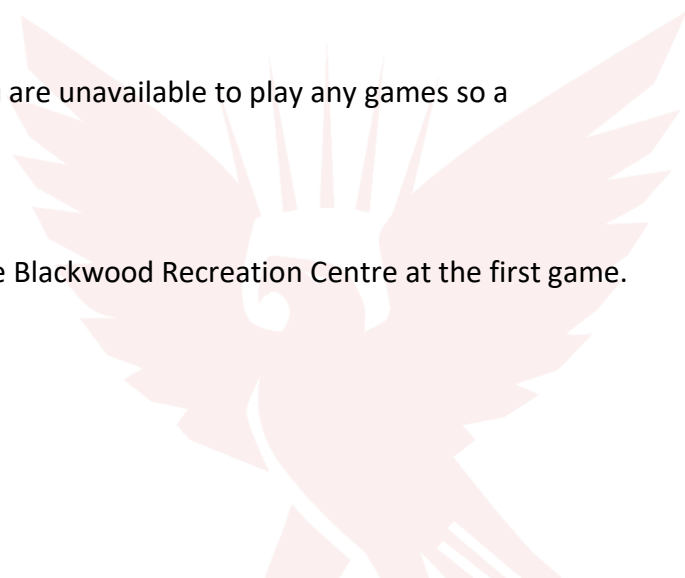 are unavailable to play any games so a
Blackwood Recreation Centre at the first game.